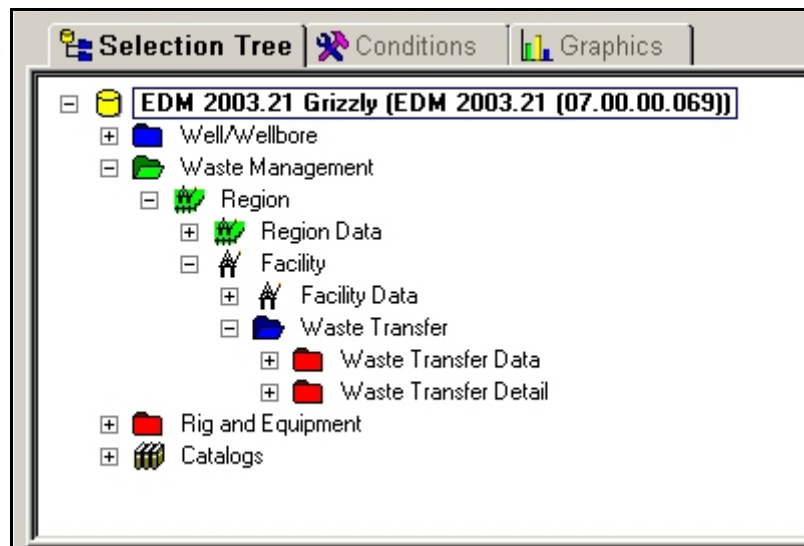 Selection Tree Conditions Graphics
EDM 2003.21 Grizzly (EDM 2003.21 (07.00.00.069))
Well/Wellbore
Waste Management
Region
Region Data
Facility
Facility Data
Waste Transfer
Waste Transfer Data
Waste Transfer Detail
Rig and Equipment
Catalogs